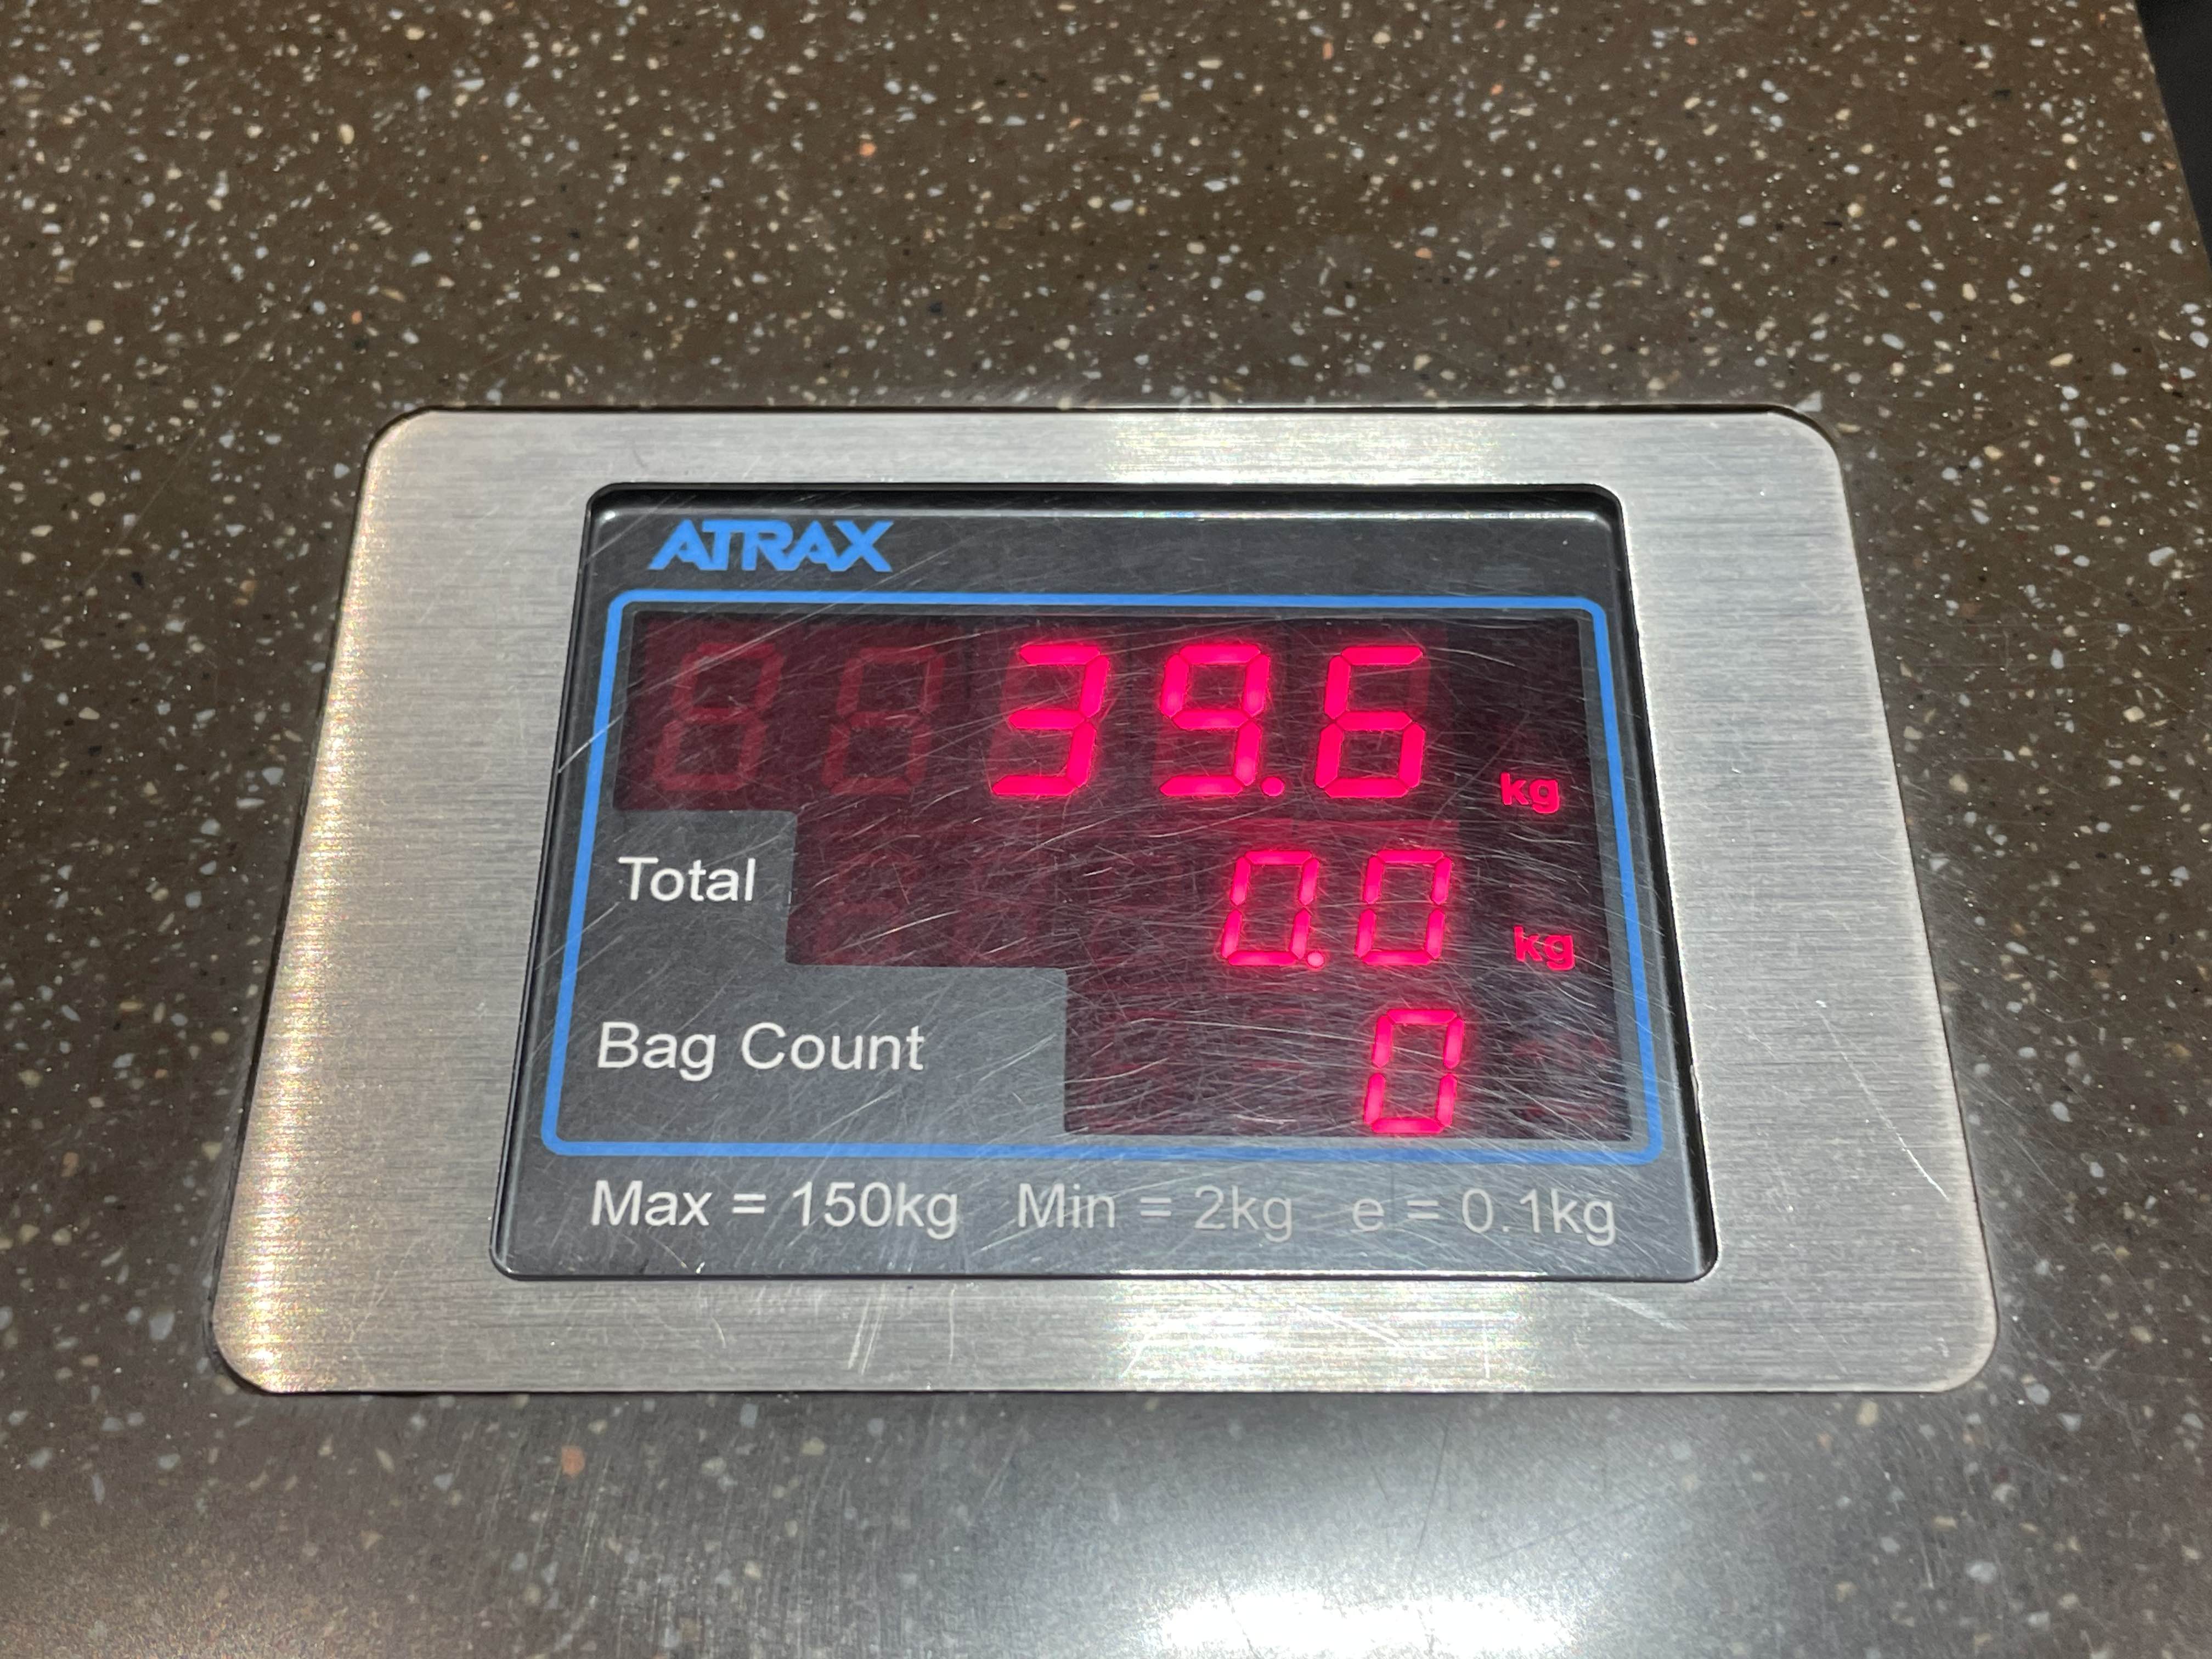 ATRAX
39.6 kg
Total 0.0 kg
Bag Count 0
Max = 150kg Min = 2kg e = 0.1kg